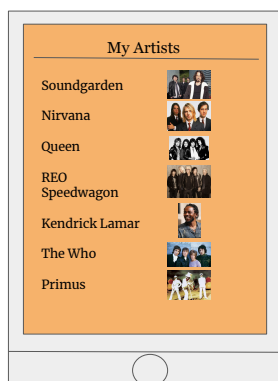 My Artists
Soundgarden
Nirvana
Queen
REO
Speedwagon
Kendrick Lamar
The Who
Primus